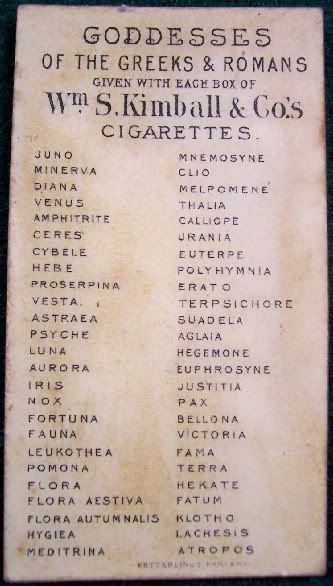 GODDESSES
OF THE GREEKS & ROMANS
GIVEN WITH EACH BOX OF
Wm S. Kimball & Co.'s
CIGARETTES.
JUNO
MINERVA
DIANA
VENUS
AMPHITRITE
CERES
CYBELE
HEBE
PROSERPINA
VESTA.
ASTRAEA
PSYCHE
LUNA
AURORA
IRIS
NOX
FORTUNA
FAUNA
LEUKOTHEA
POMONA
FLORA
FLORA AESTIVA
FLORA AUTUMNALIS
HYGIEA
MEDITRINA
MNEMOSYNE
CLIO
MELPOMENE
THALIA
CALLIOPE
URANIA
EUTERPE
POLYHYMNIA
ERATO
TERPSICHORE
SUADELA
AGLAIA
HEGEMONE
EUPHROSYNE
JUSTITIA
PAX
BELLONA
VICTORIA
FAMA
TERRA
HEKATE
FATUM
KLOTHO
LACHESIS
ATROPOS
KETTERLINUS, PHILA.